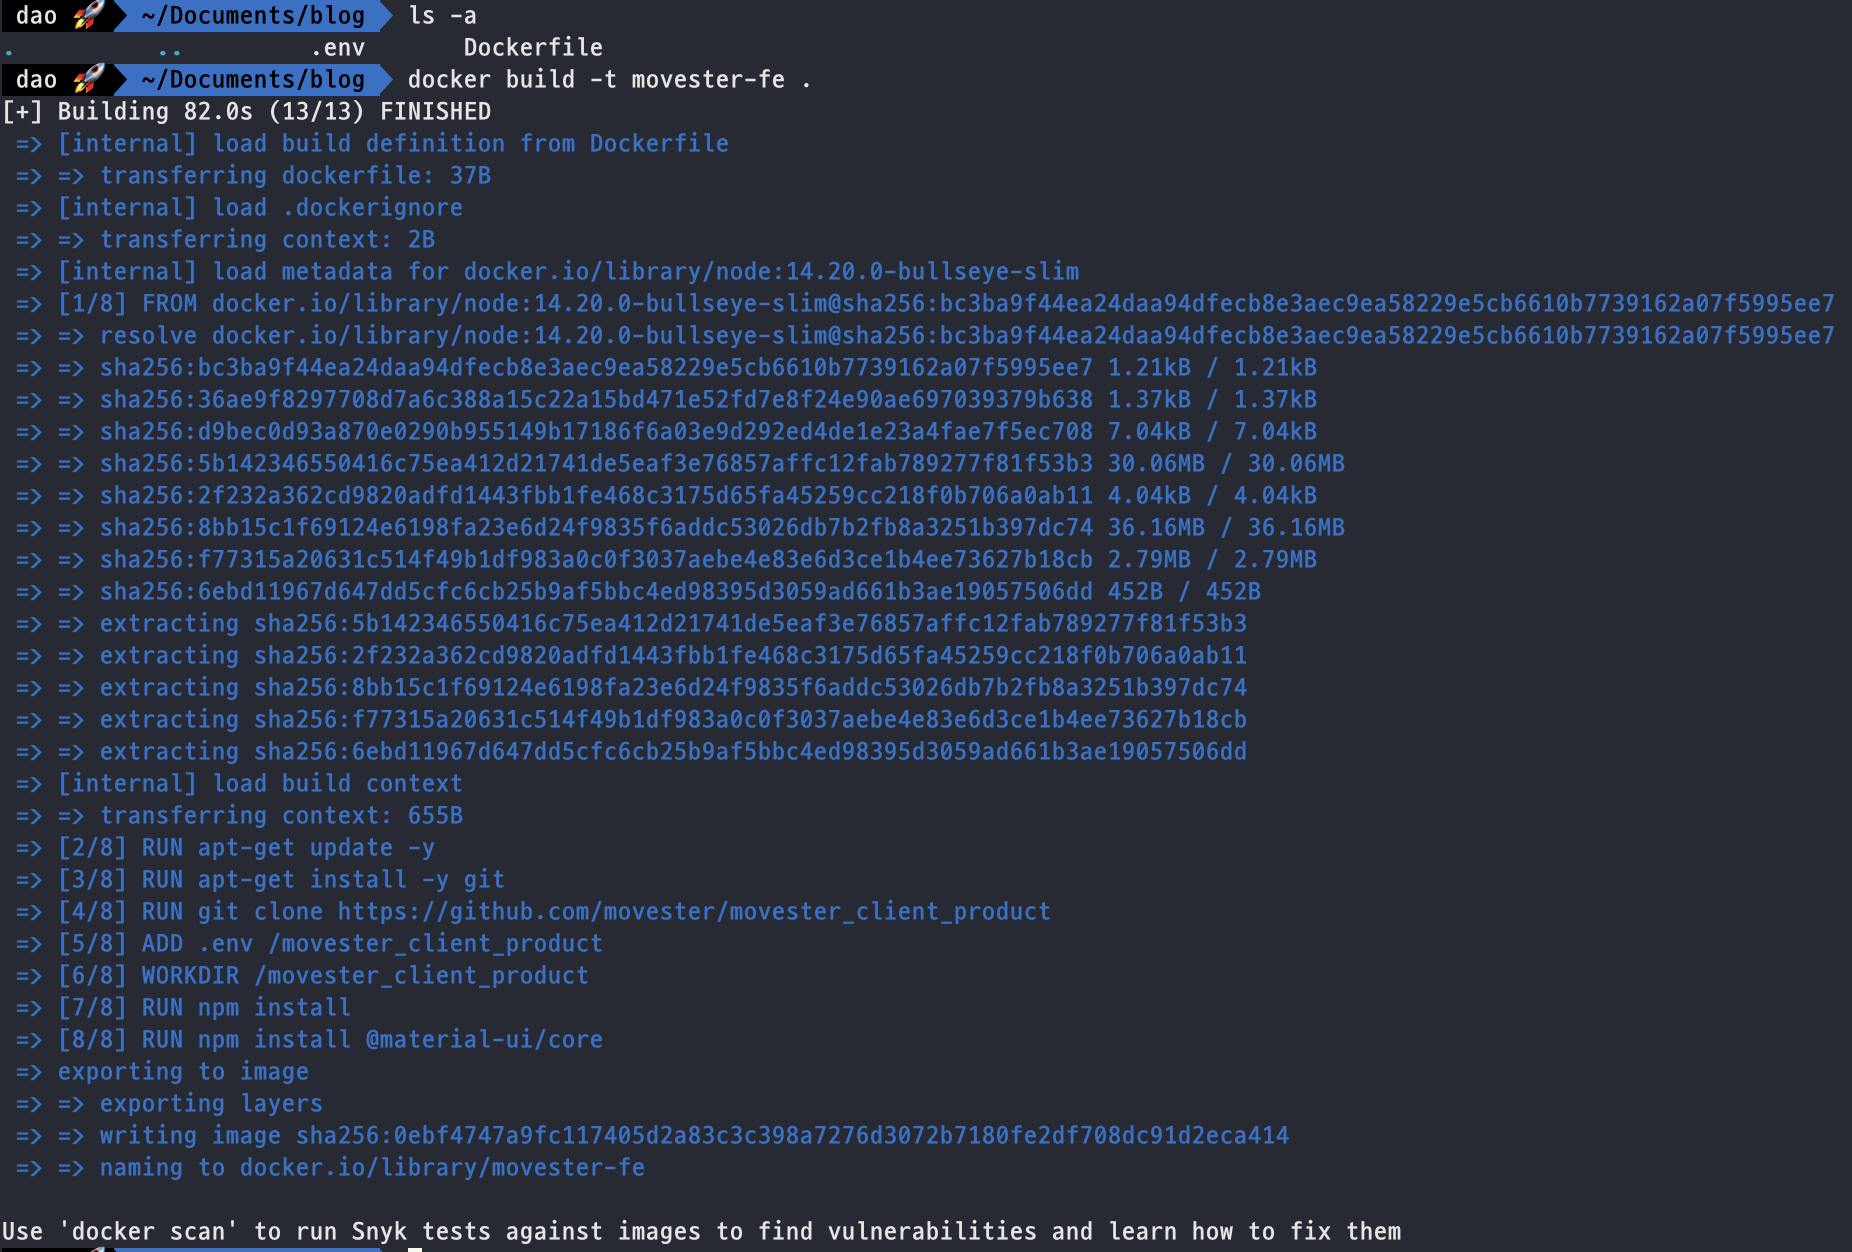 dao 🚀 ~/Documents/blog ls -a
. .. .env Dockerfile
dao 🚀 ~/Documents/blog docker build -t movester-fe .
[+] Building 82.0s (13/13) FINISHED
=> [internal] load build definition from Dockerfile
=> => transferring dockerfile: 37B
=> [internal] load .dockerignore
=> => transferring context: 2B
=> [internal] load metadata for docker.io/library/node:14.20.0-bullseye-slim
=> [1/8] FROM docker.io/library/node:14.20.0-bullseye-slim@sha256:bc3ba9f44ea24daa94dfecb8e3aec9ea58229e5cb6610b7739162a07f5995ee7
=> => resolve docker.io/library/node:14.20.0-bullseye-slim@sha256:bc3ba9f44ea24daa94dfecb8e3aec9ea58229e5cb6610b7739162a07f5995ee7
=> => sha256:bc3ba9f44ea24daa94dfecb8e3aec9ea58229e5cb6610b7739162a07f5995ee7 1.21kB / 1.21kB
=> => sha256:36ae9f8297708d7a6c388a15c22a15bd471e52fd7e8f24e90ae697039379b638 1.37kB / 1.37kB
=> => sha256:d9bec0d93a870e0290b955149b17186f6a03e9d292ed4de1e23a4fae7f5ec708 7.04kB / 7.04kB
=> => sha256:5b142346550416c75ea412d21741de5eaf3e76857affc12fab789277f81f53b3 30.06MB / 30.06MB
=> => sha256:2f232a362cd9820adfd1443fbb1fe468c3175d65fa45259cc218f0b706a0ab11 4.04kB / 4.04kB
=> => sha256:8bb15c1f69124e6198fa23e6d24f9835f6addc53026db7b2fb8a3251b397dc74 36.16MB / 36.16MB
=> => sha256:f77315a20631c514f49b1df983a0c0f3037aebe4e83e6d3ce1b4ee73627b18cb 2.79MB / 2.79MB
=> => sha256:6ebd11967d647dd5cfc6cb25b9af5bbc4ed98395d3059ad661b3ae19057506dd 452B / 452B
=> => extracting sha256:5b142346550416c75ea412d21741de5eaf3e76857affc12fab789277f81f53b3
=> => extracting sha256:2f232a362cd9820adfd1443fbb1fe468c3175d65fa45259cc218f0b706a0ab11
=> => extracting sha256:8bb15c1f69124e6198fa23e6d24f9835f6addc53026db7b2fb8a3251b397dc74
=> => extracting sha256:f77315a20631c514f49b1df983a0c0f3037aebe4e83e6d3ce1b4ee73627b18cb
=> => extracting sha256:6ebd11967d647dd5cfc6cb25b9af5bbc4ed98395d3059ad661b3ae19057506dd
=> [internal] load build context
=> => transferring context: 655B
=> [2/8] RUN apt-get update -y
=> [3/8] RUN apt-get install -y git
=> [4/8] RUN git clone https://github.com/movester/movester_client_product
=> [5/8] ADD .env /movester_client_product
=> [6/8] WORKDIR /movester_client_product
=> [7/8] RUN npm install
=> [8/8] RUN npm install @material-ui/core
=> exporting to image
=> => exporting layers
=> => writing image sha256:0ebf4747a9fc117405d2a83c3c398a7276d3072b7180fe2df708dc91d2eca414
=> => naming to docker.io/library/movester-fe
Use 'docker scan' to run Snyk tests against images to find vulnerabilities and learn how to fix them